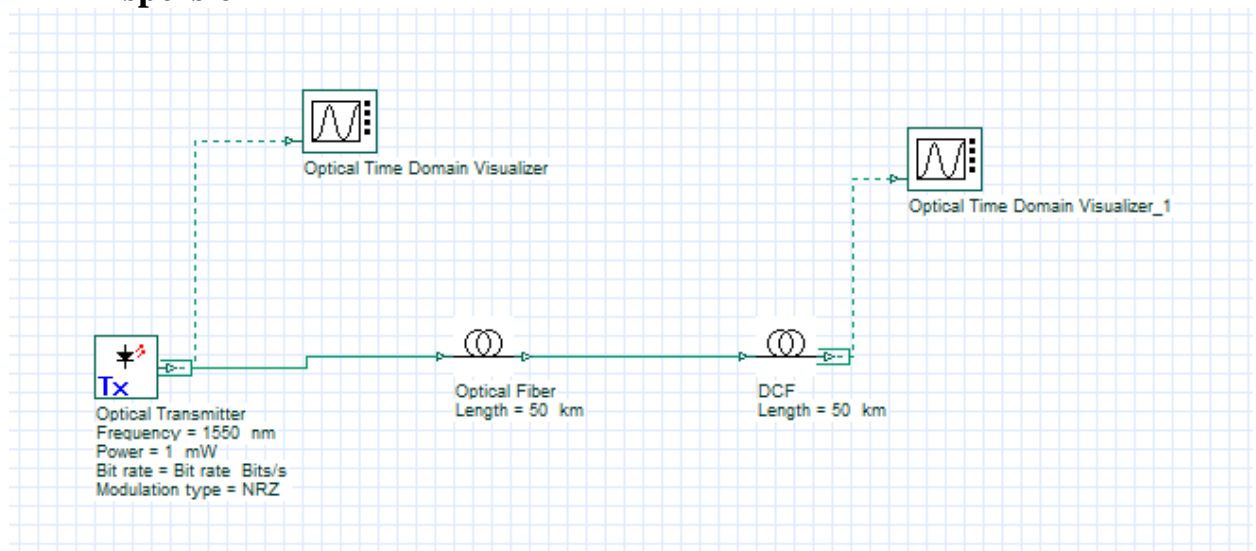 Optical Time Domain Visualizer
Optical Time Domain Visualizer_1
Tx
Optical Transmitter
Frequency = 1550 nm
Power = 1 mW
Bit rate = Bit rate Bits/s
Modulation type = NRZ
Optical Fiber
Length = 50 km
DCF
Length = 50 km